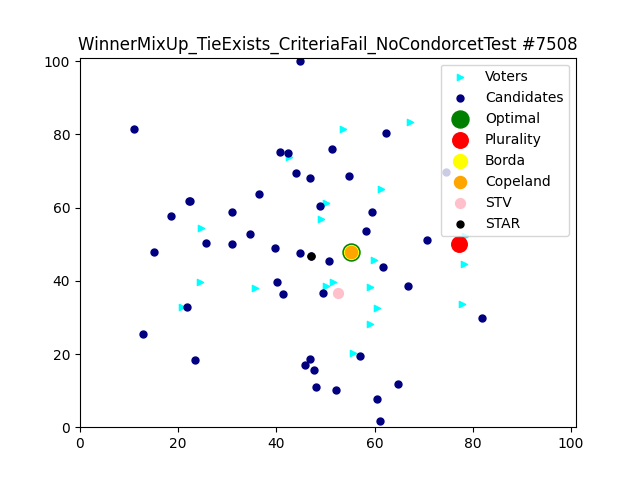 WinnerMixUp_TieExists_CriteriaFail_NoCondorcetTest #7508
100
80
60
40
20
0
0 20 40 60 80 100
Voters
Candidates
Optimal
Plurality
Borda
Copeland
STV
STAR